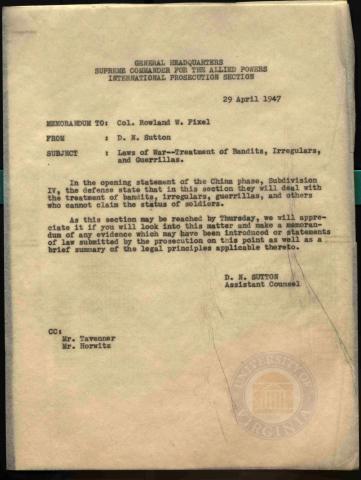 GENERAL HEADQUARTERS
SUPREME COMMANDER FOR THE ALLIED POWERS
INTERNATIONAL PROSECUTION SECTION
29 April 1947
MEMORANDUM TO: Col. Rowland W. Fixel
FROM : D. N. Sutton
SUBJECT : Laws of War--Treatment of Bandits, Irregulars,
and Guerrillas.
In the opening statement of the China phase, Subdivision
IV, the defense state that in this section they will deal with
the treatment of bandits, irregulars, guerrillas, and others
who cannot claim the status of soldiers.
As this section may be reached by Thursday, we will appre-
ciate it if you will look into this matter and make a memoran-
dum of any evidence which may have been introduced or statements
of law submitted by the prosecution on this point as well as a
brief summary of the legal principles applicable thereto.
D. N. SUTTON
Assistant Counsel
CC:
Mr. Tavenner
Mr. Horwitz
UNIVERSITY OF VIRGINIA